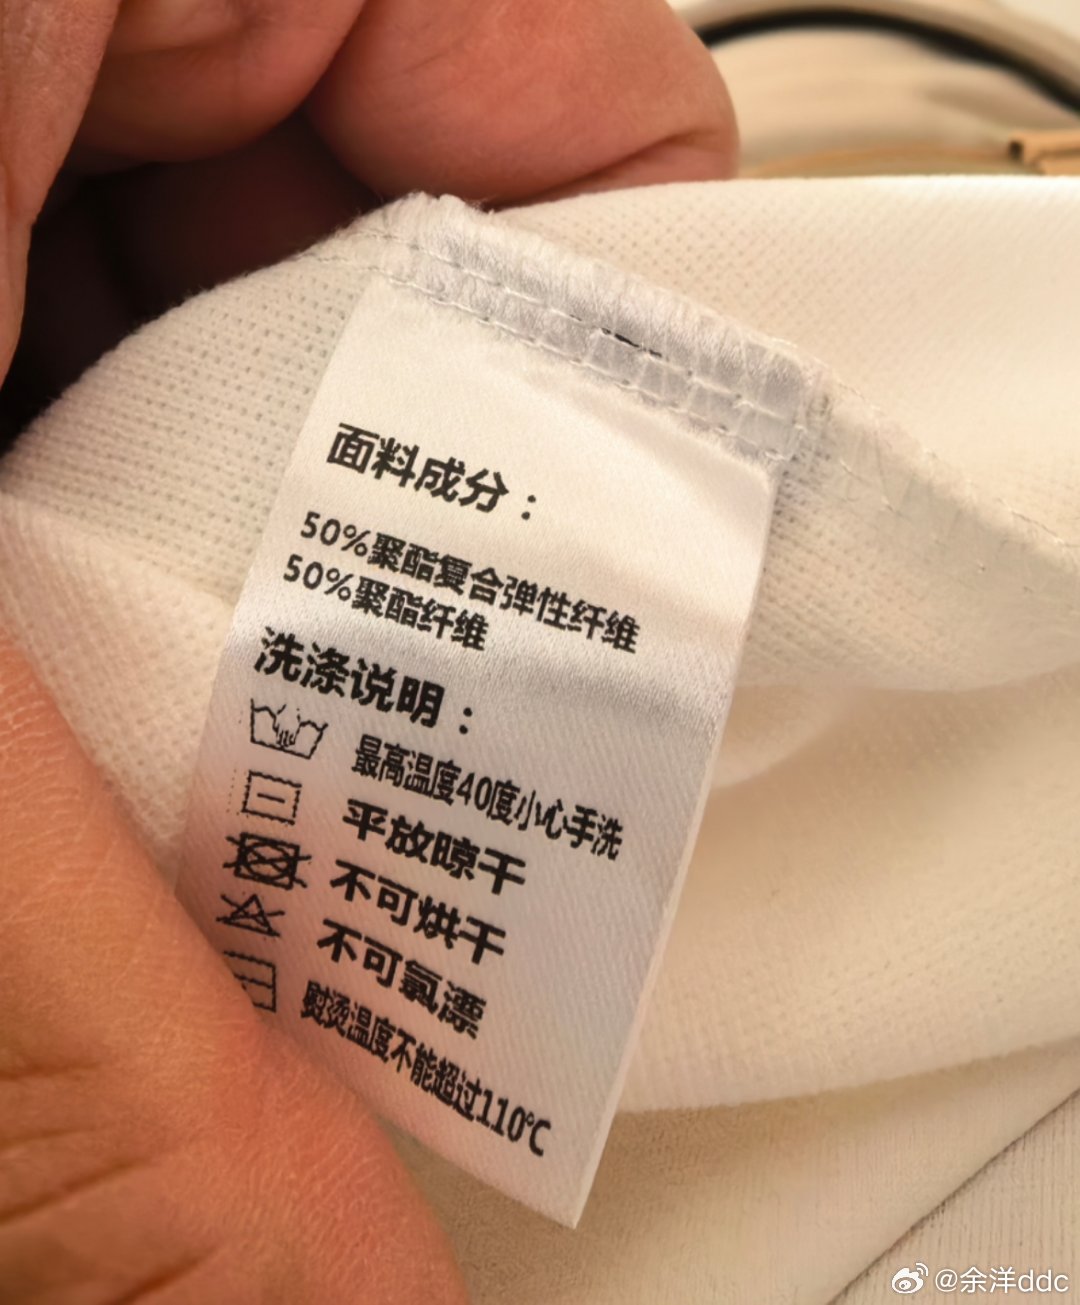 面料成分：
50%聚酯复合弹性纤维
50%聚酯纤维
洗涤说明：
最高温度40度小心手洗
平放晾干
不可烘干
不可氯漂
熨烫温度不能超过110℃
@余洋ddc